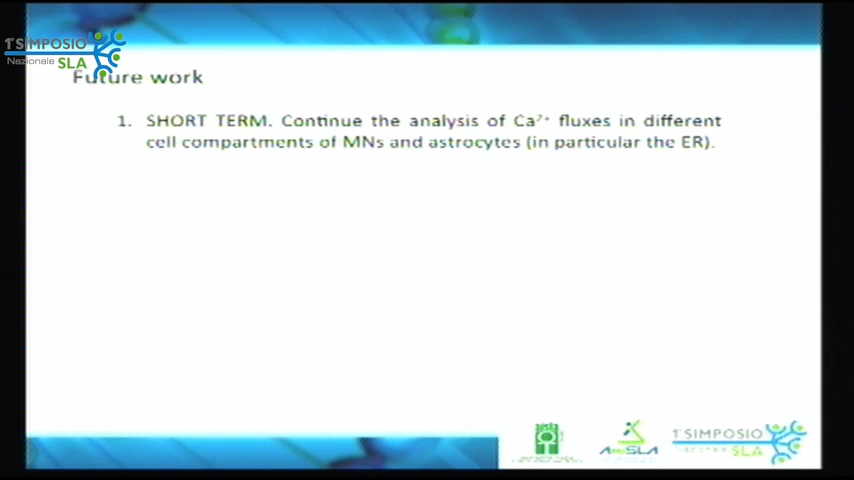 1° SIMPOSIO
Nazionale SLA
Future work
1. SHORT TERM. Continue the analysis of Ca²⁺ fluxes in different
cell compartments of MNs and astrocytes (in particular the ER).
1° SIMPOSIO
SLA